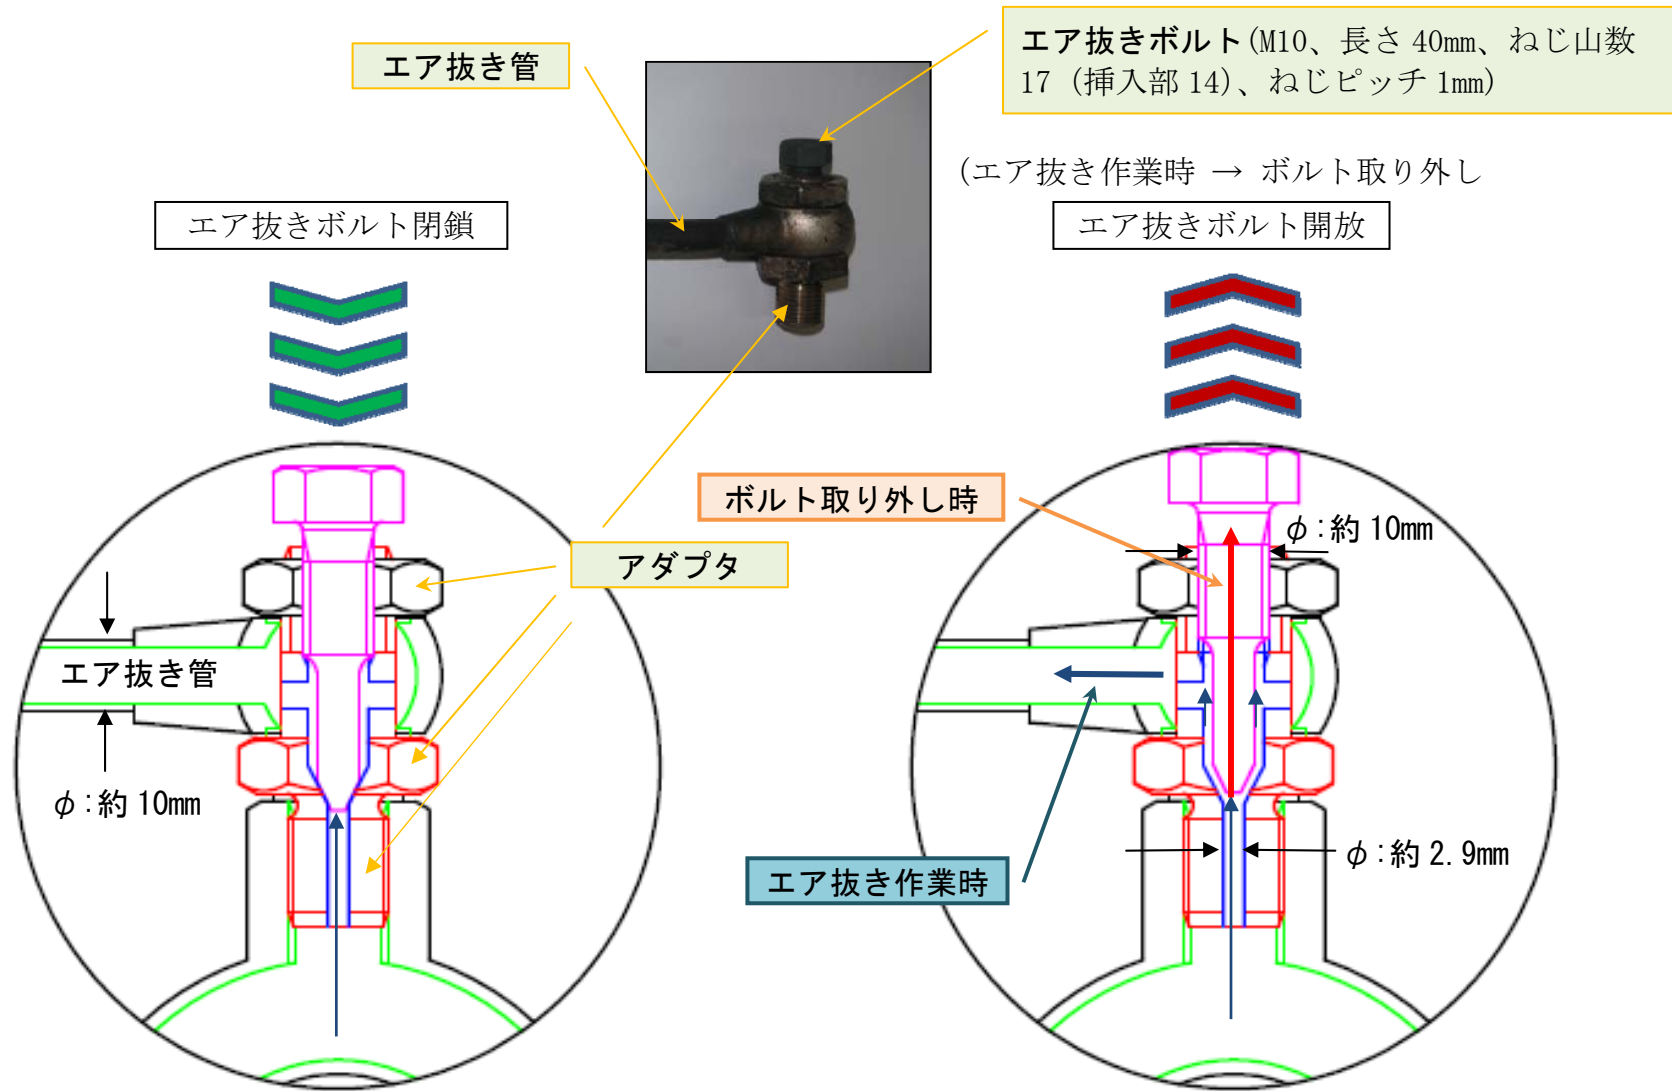 エア抜き管
エア抜きボルト(M10、長さ 40mm、ねじ山数
17 (挿入部 14)、ねじピッチ 1mm)
(エア抜き作業時 → ボルト取り外し
エア抜きボルト閉鎖
エア抜きボルト開放
ボルト取り外し時
φ:約 10mm
アダプタ
エア抜き管
φ:約 10mm
φ:約 2.9mm
エア抜き作業時